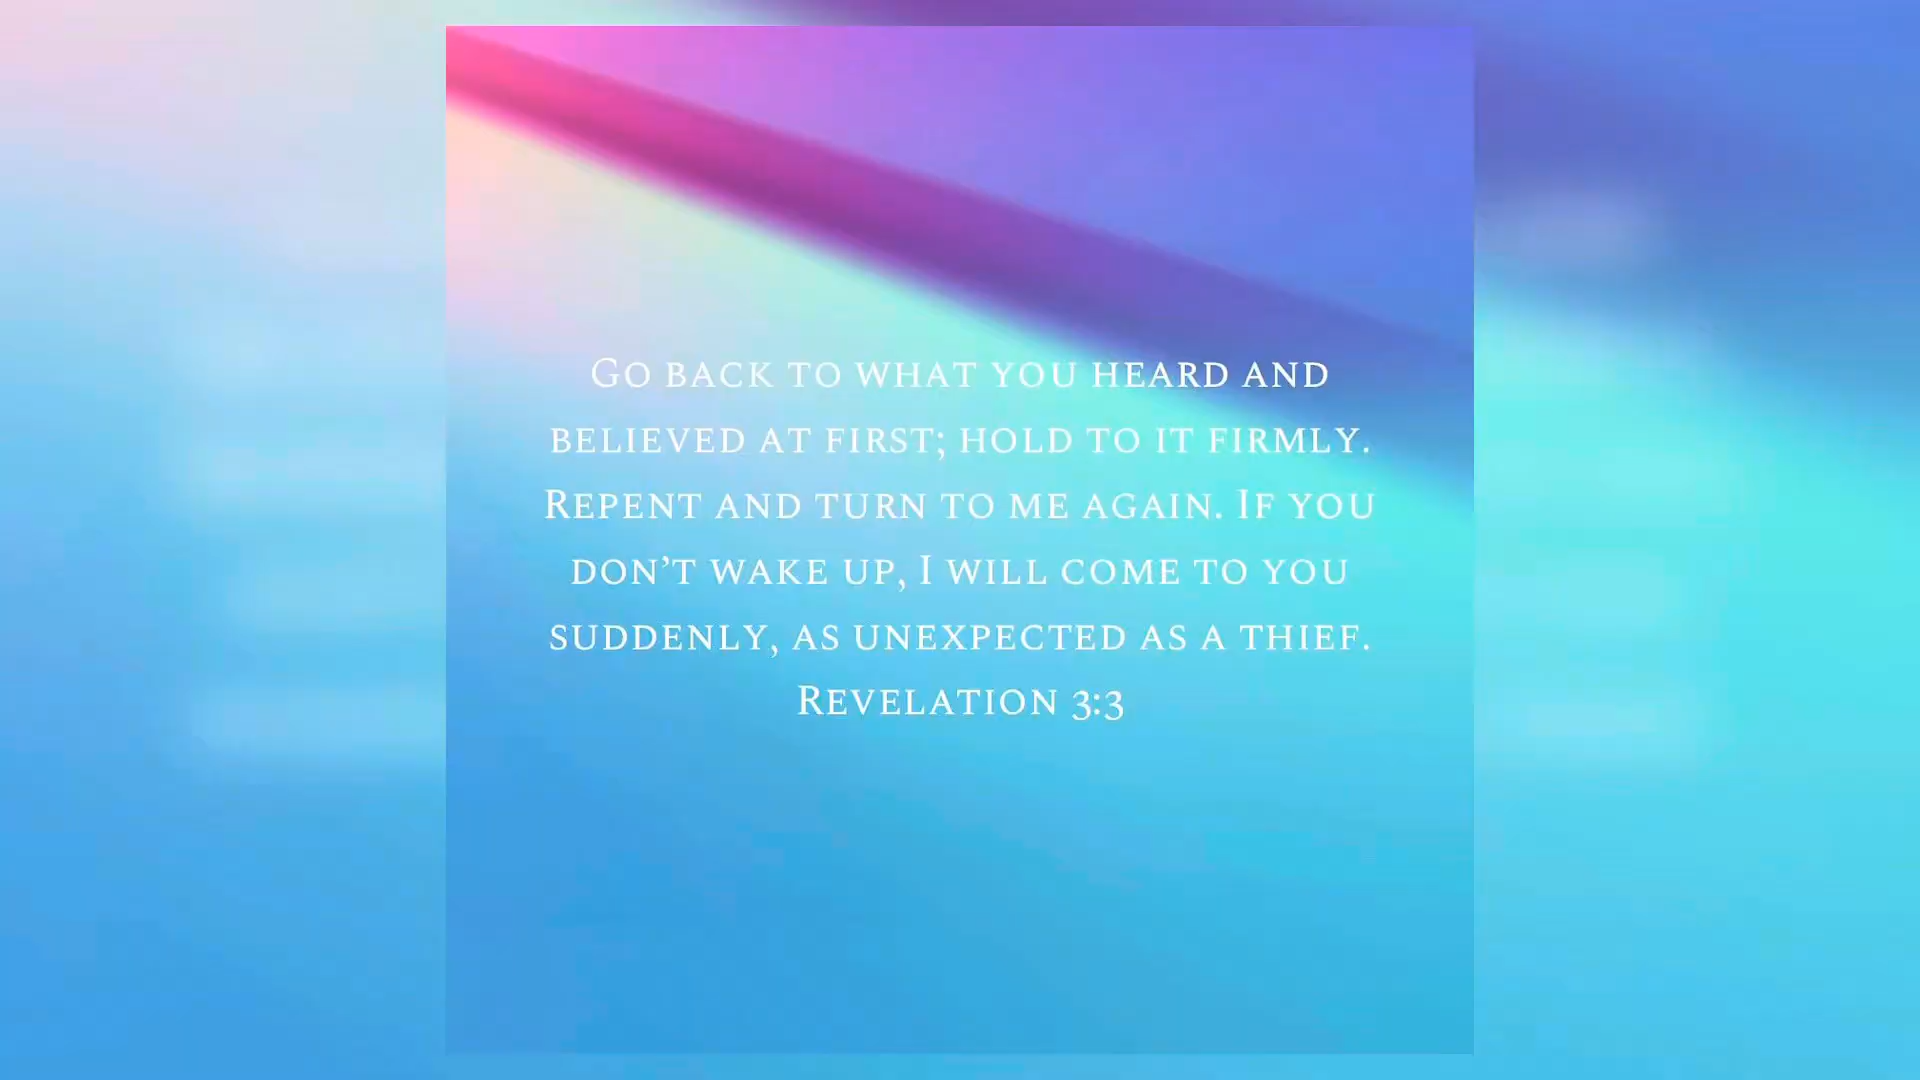 Go back to what you heard and
believed at first; hold to it firmly.
Repent and turn to me again. If you
don’t wake up, I will come to you
suddenly, as unexpected as a thief.
Revelation 3:3